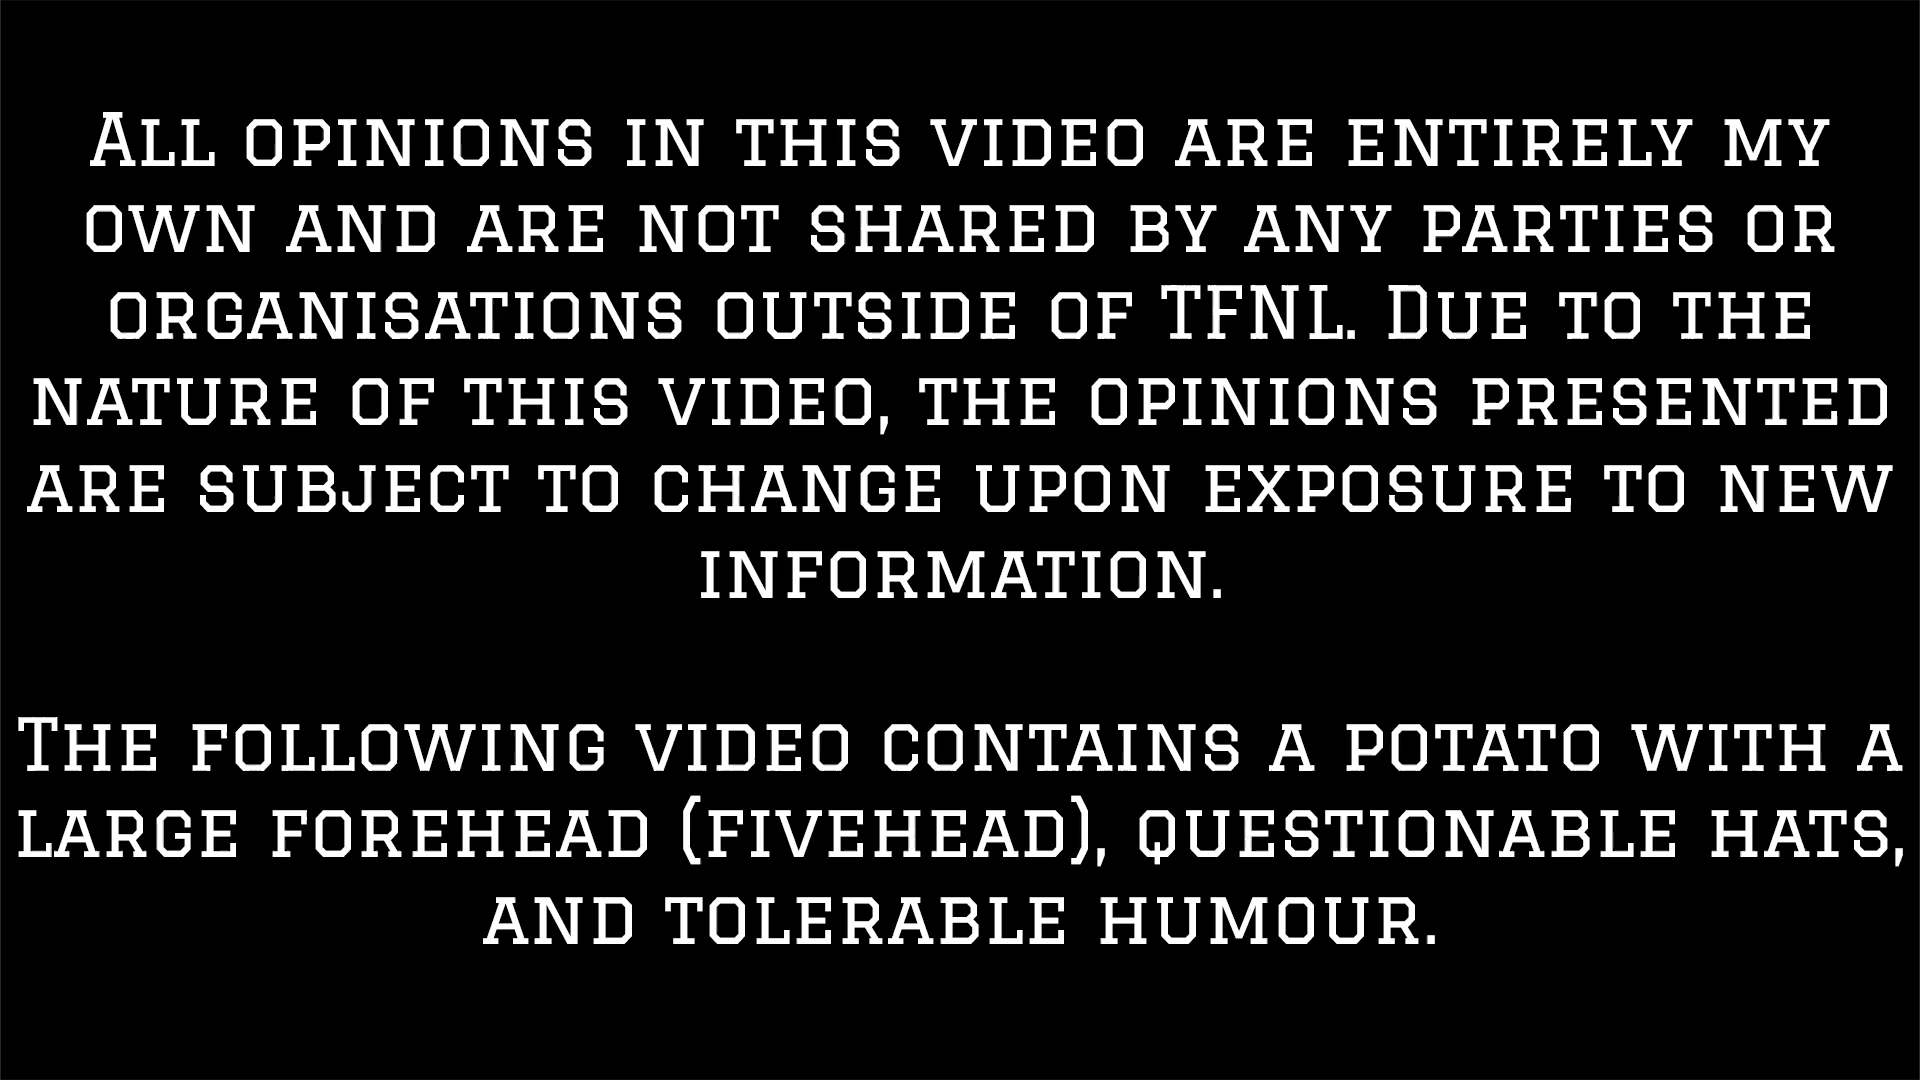 All opinions in this video are entirely my
own and are not shared by any parties or
organisations outside of TFNL. Due to the
nature of this video, the opinions presented
are subject to change upon exposure to new
information.
The following video contains a potato with a
large forehead (fivehead), questionable hats,
and tolerable humour.